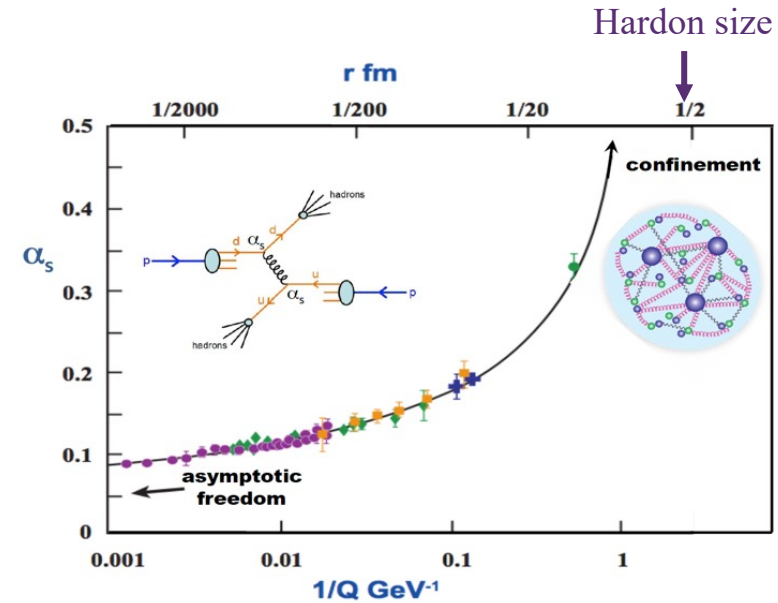 Hardon size
r fm
1/2000 1/200 1/20 1/2
0.5
confinement
hadrons
0.4
d
d
αs
αs
p
0.3
u
αs
p
u
hadrons
0.2
0.1
asymptotic
freedom
0
0.001 0.01 0.1 1
1/Q GeV⁻¹